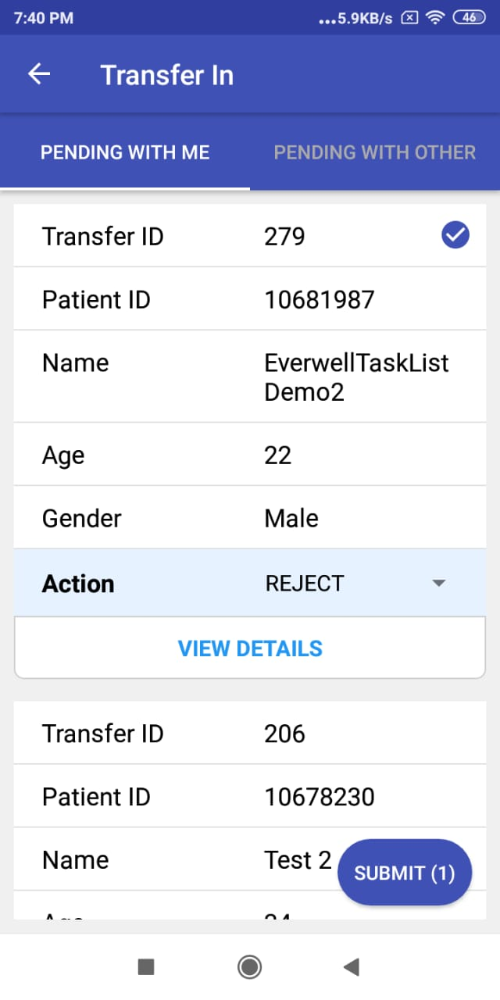 7:40 PM ...5.9KB/s 46
Transfer In
PENDING WITH ME PENDING WITH OTHER
Transfer ID 279
Patient ID 10681987
Name EverwellTaskList
Demo2
Age 22
Gender Male
Action REJECT
VIEW DETAILS
Transfer ID 206
Patient ID 10678230
Name Test 2
SUBMIT (1)